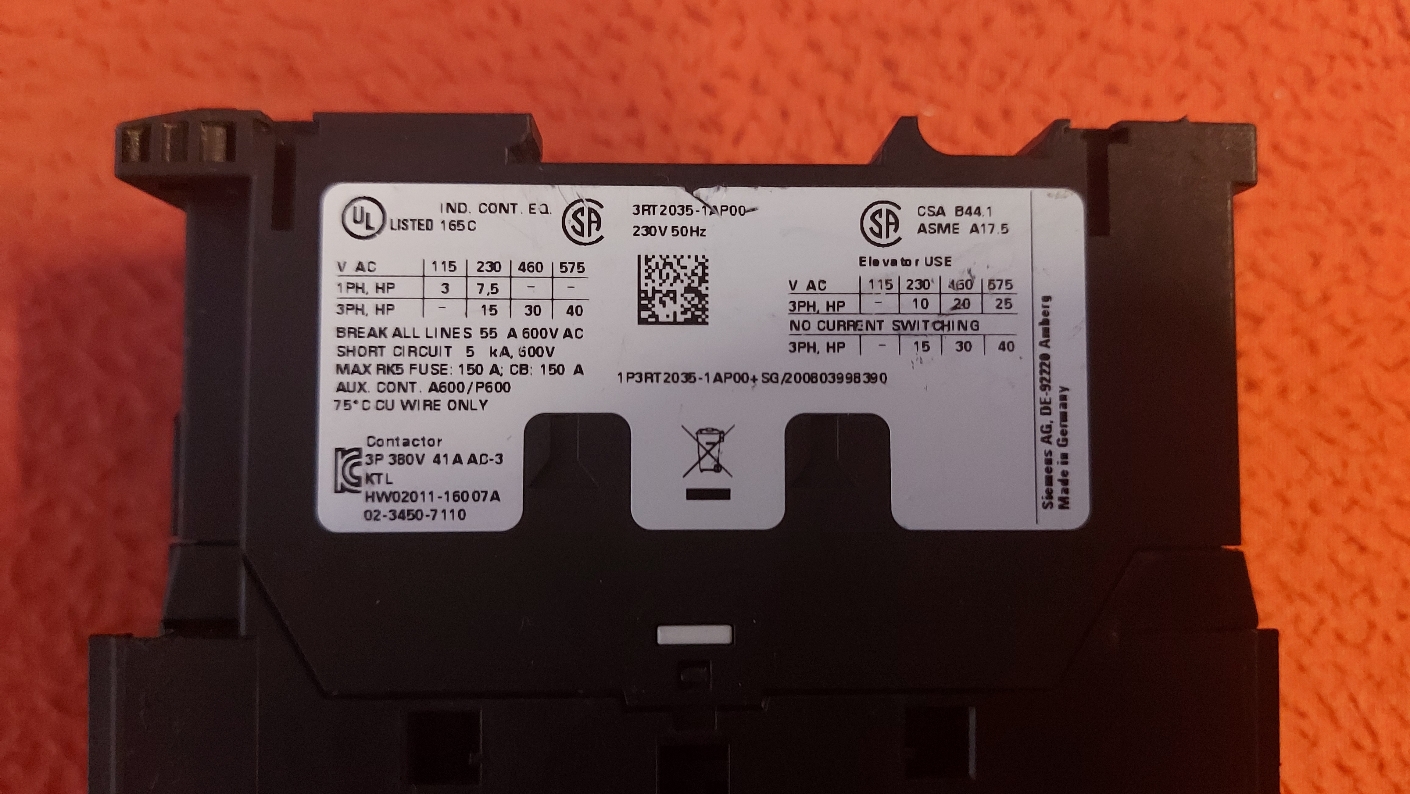 UL LISTED IND. CONT. EQ. 165C
SA
3RT2035-1AP00
230V 50Hz
SA
CSA B44.1
ASME A17.5
V AC 115 230 460 575
1PH, HP 3 7,5 - -
3PH, HP - 15 30 40
BREAK ALL LINES 55 A 600V AC
SHORT CIRCUIT 5 kA, 600V
MAX RK5 FUSE: 150 A; CB: 150 A
AUX. CONT. A600/P600
75°C CU WIRE ONLY
Elevator USE
V AC 115 230 460 575
3PH, HP - 10 20 25
NO CURRENT SWITCHING
3PH, HP - 15 30 40
1P3RT2035-1AP00+SG/200803998390
Contactor
3P 380V 41A AC-3
KTL
HW02011-16007A
02-3450-7110
Siemens AG, DE-92220 Amberg
Made in Germany